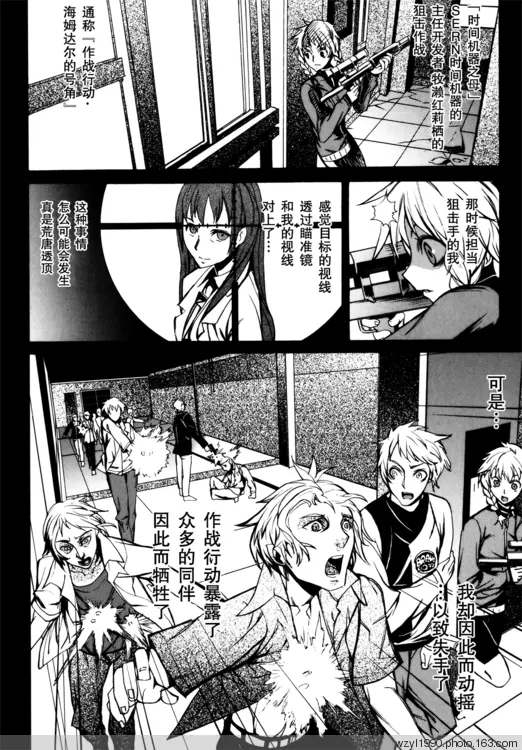 「时间机器之母」
SERN时间机器的
主任开发者 牧濑红莉栖的
狙击作战
通称『作战行动·
海姆达尔的号角』
那时候担当
狙击手的我
感觉目标的视线
透过瞄准镜
和我的视线
对上了…
这种事情
怎么可能会发生
真是荒唐透顶
可是…
我却因此而动摇
…以致失手了
作战行动暴露了
众多的同伴
因此而牺牲了
wzyl1990.photo.163.com